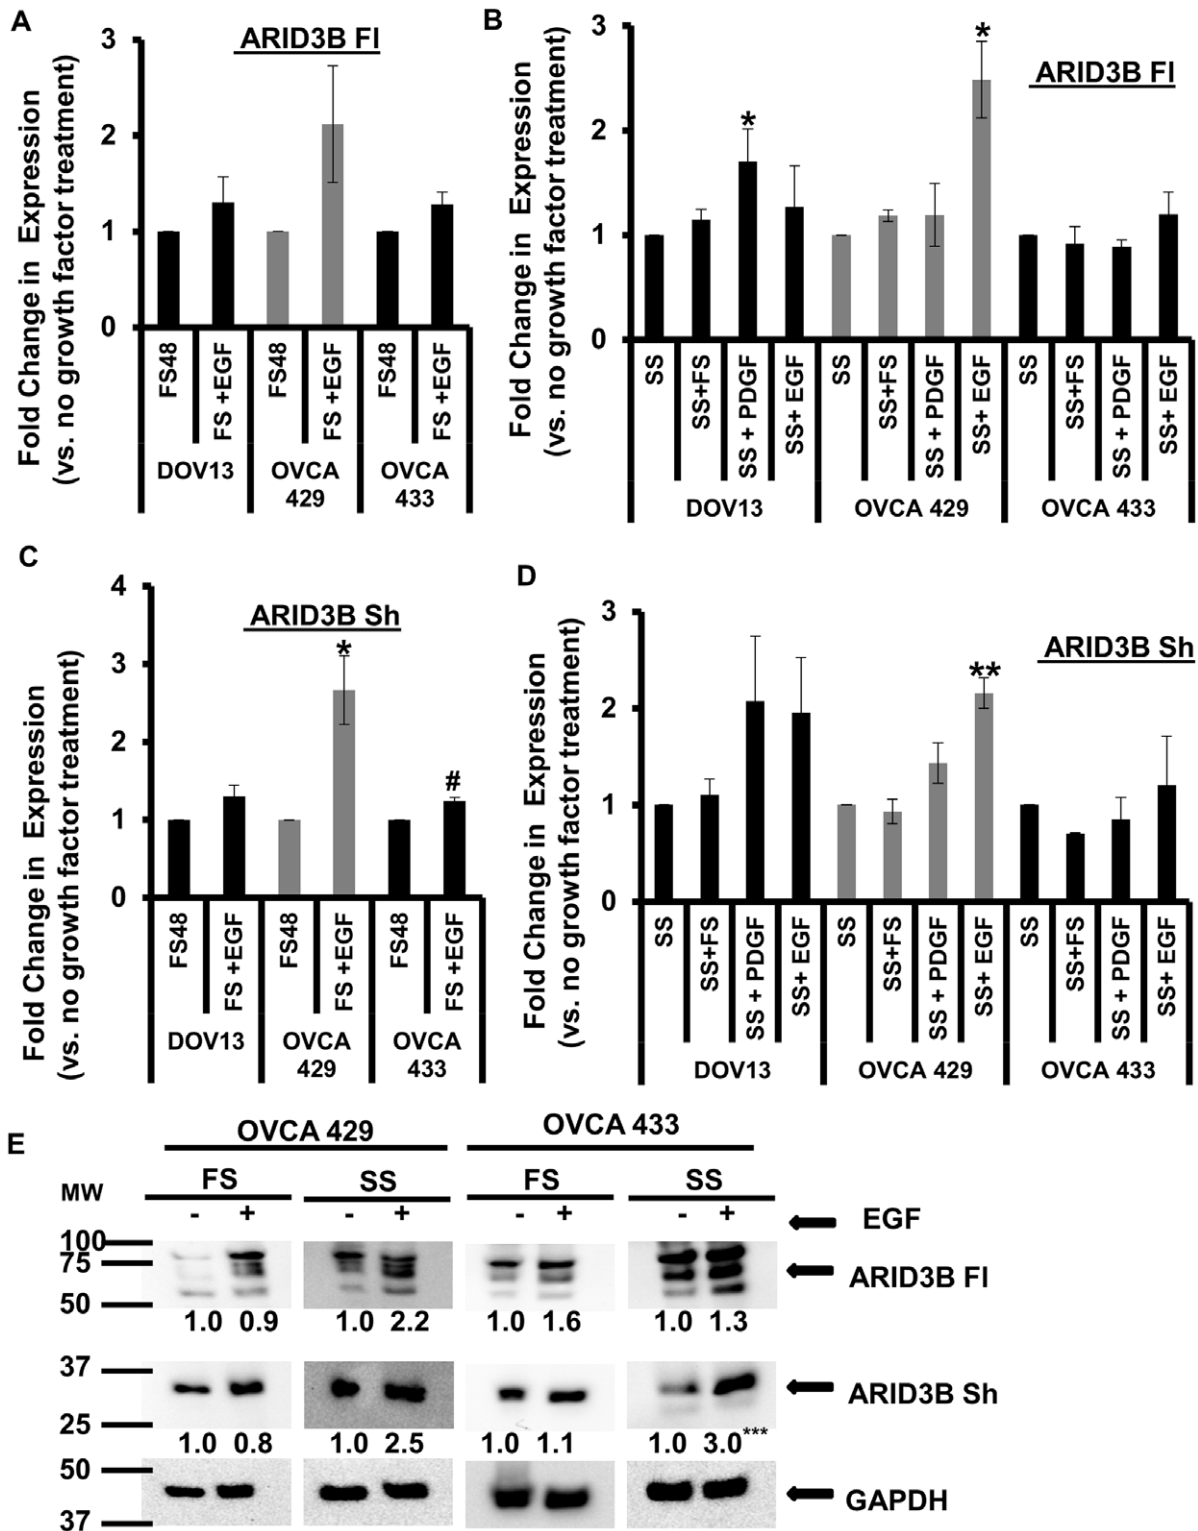 A
ARID3B Fl
Fold Change in Expression
(vs. no growth factor treatment)
3
2
1
0
FS48
FS +EGF
FS48
FS +EGF
FS48
FS +EGF
DOV13
OVCA
429
OVCA
433
B
ARID3B Fl
Fold Change in Expression
(vs. no growth factor treatment)
3
2
1
0
*
*
SS
SS+FS
SS + PDGF
SS+ EGF
SS
SS+FS
SS + PDGF
SS+ EGF
SS
SS+FS
SS + PDGF
SS+ EGF
DOV13
OVCA 429
OVCA 433
C
ARID3B Sh
Fold Change in Expression
(vs. no growth factor treatment)
4
3
2
1
0
*
#
FS48
FS +EGF
FS48
FS +EGF
FS48
FS +EGF
DOV13
OVCA
429
OVCA
433
D
ARID3B Sh
Fold Change in Expression
(vs. no growth factor treatment)
3
2
1
0
**
SS
SS+FS
SS + PDGF
SS+ EGF
SS
SS+FS
SS + PDGF
SS+ EGF
SS
SS+FS
SS + PDGF
SS+ EGF
DOV13
OVCA 429
OVCA 433
E
OVCA 429 OVCA 433
MW FS SS FS SS
- + - + - + - + EGF
100
75
ARID3B Fl
50
1.0 0.9 1.0 2.2 1.0 1.6 1.0 1.3
37
ARID3B Sh
25
1.0 0.8 1.0 2.5 1.0 1.1 1.0 3.0***
50
GAPDH
37